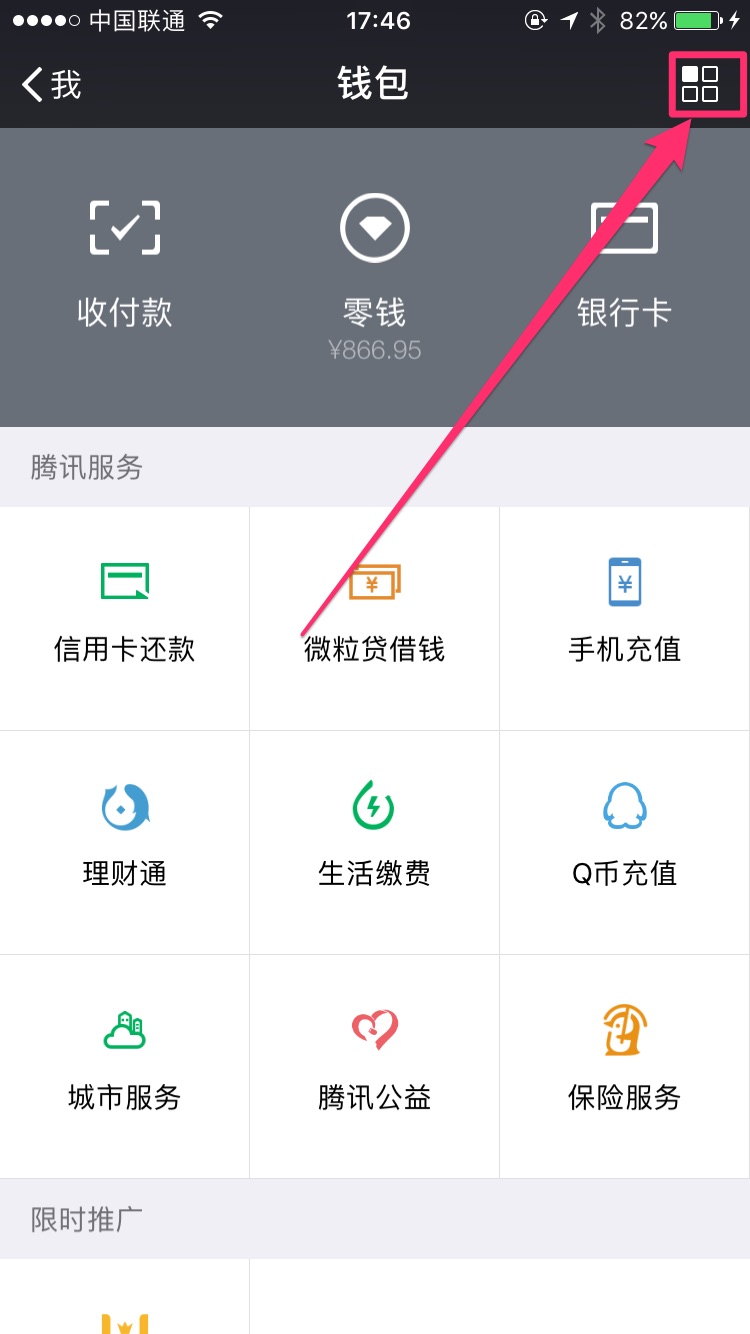 中国联通 17:46 82%
我 钱包
收付款 零钱 银行卡
¥866.95
腾讯服务
¥ ¥
信用卡还款 微粒贷借钱 手机充值
理财通 生活缴费 Q币充值
城市服务 腾讯公益 保险服务
限时推广